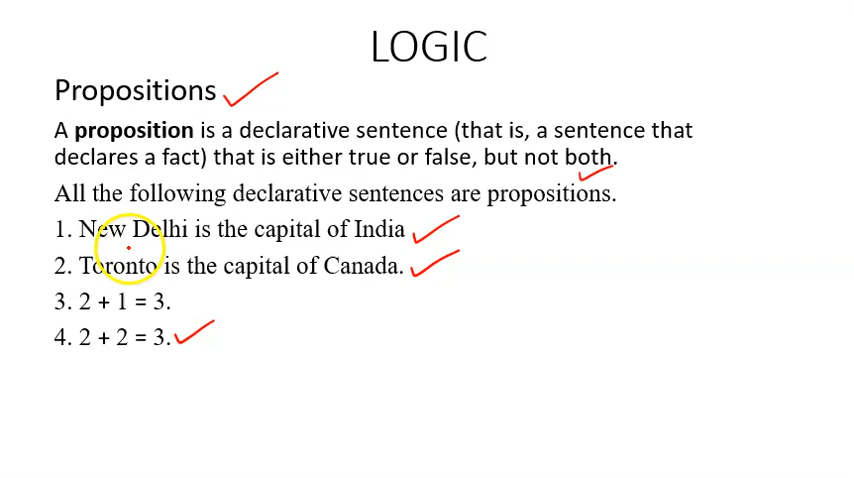 LOGIC
Propositions
A proposition is a declarative sentence (that is, a sentence that
declares a fact) that is either true or false, but not both.
All the following declarative sentences are propositions.
1. New Delhi is the capital of India
2. Toronto is the capital of Canada.
3. 2 + 1 = 3.
4. 2 + 2 = 3.